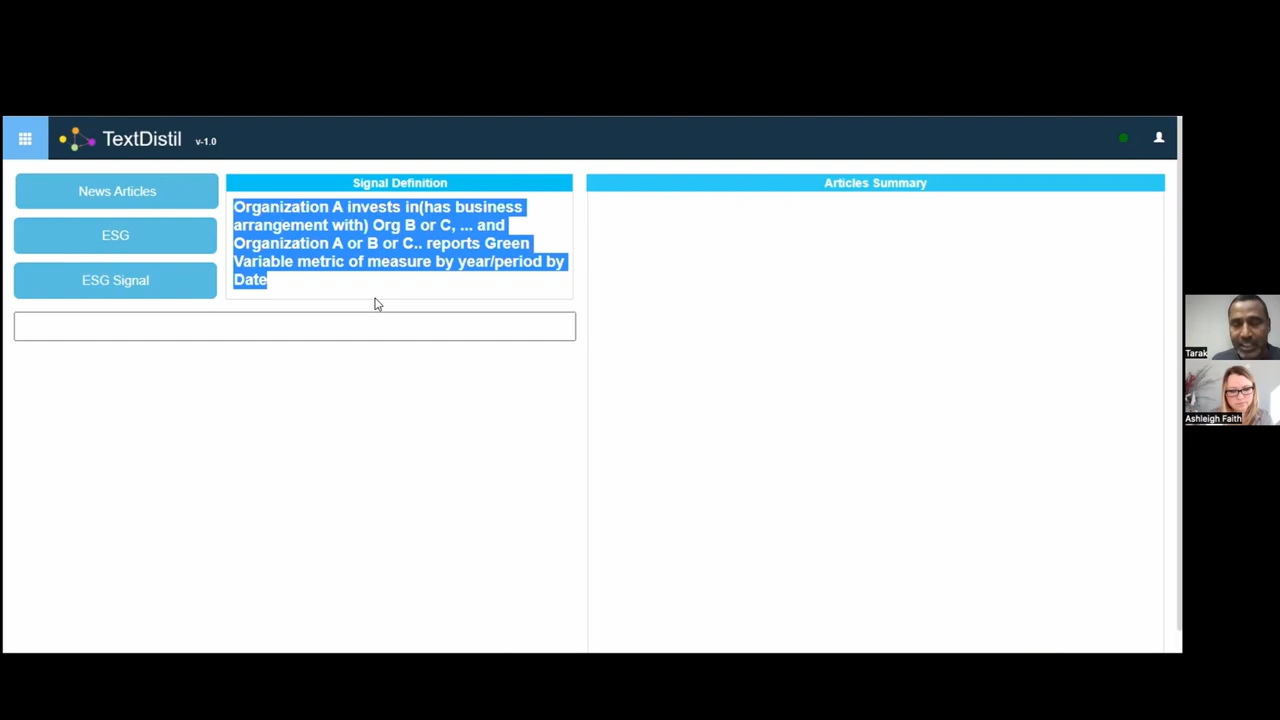 TextDistil v-1.0
News Articles
ESG
ESG Signal
Signal Definition
Organization A invests in(has business
arrangement with) Org B or C, ... and
Organization A or B or C.. reports Green
Variable metric of measure by year/period by
Date
Articles Summary
Tarak
Ashleigh Faith